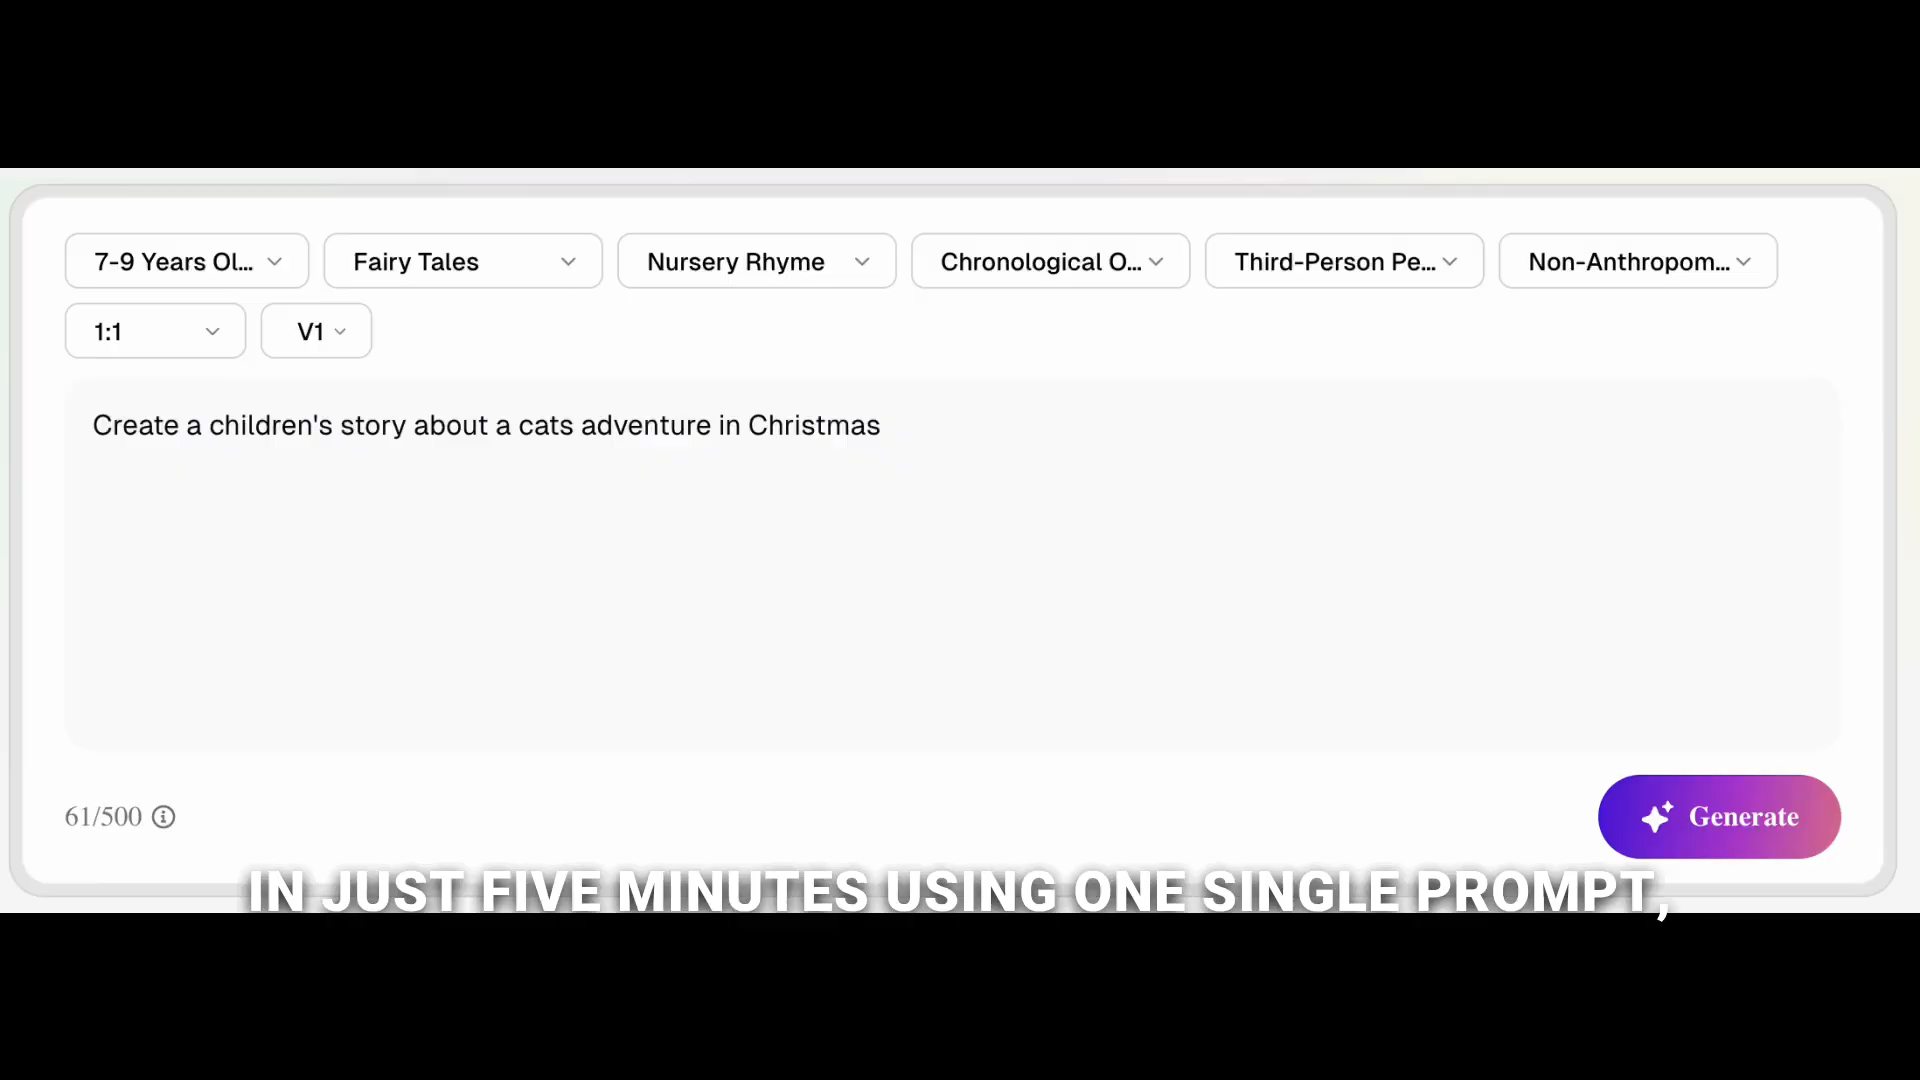 7-9 Years Ol... Fairy Tales Nursery Rhyme Chronological O... Third-Person Pe... Non-Anthropom...
1:1 V1
Create a children's story about a cats adventure in Christmas
61/500 Generate
IN JUST FIVE MINUTES USING ONE SINGLE PROMPT,